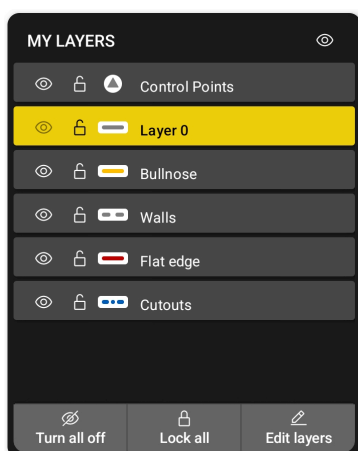 MY LAYERS
Control Points
Layer 0
Bullnose
Walls
Flat edge
Cutouts
Turn all off
Lock all
Edit layers